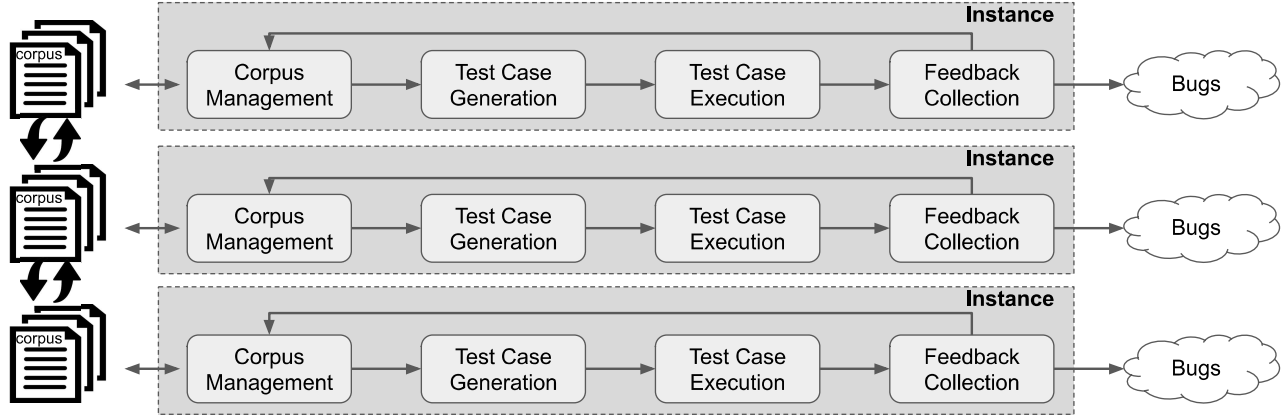 Instance
corpus
Corpus
Management
Test Case
Generation
Test Case
Execution
Feedback
Collection
Bugs
Instance
corpus
Corpus
Management
Test Case
Generation
Test Case
Execution
Feedback
Collection
Bugs
Instance
corpus
Corpus
Management
Test Case
Generation
Test Case
Execution
Feedback
Collection
Bugs